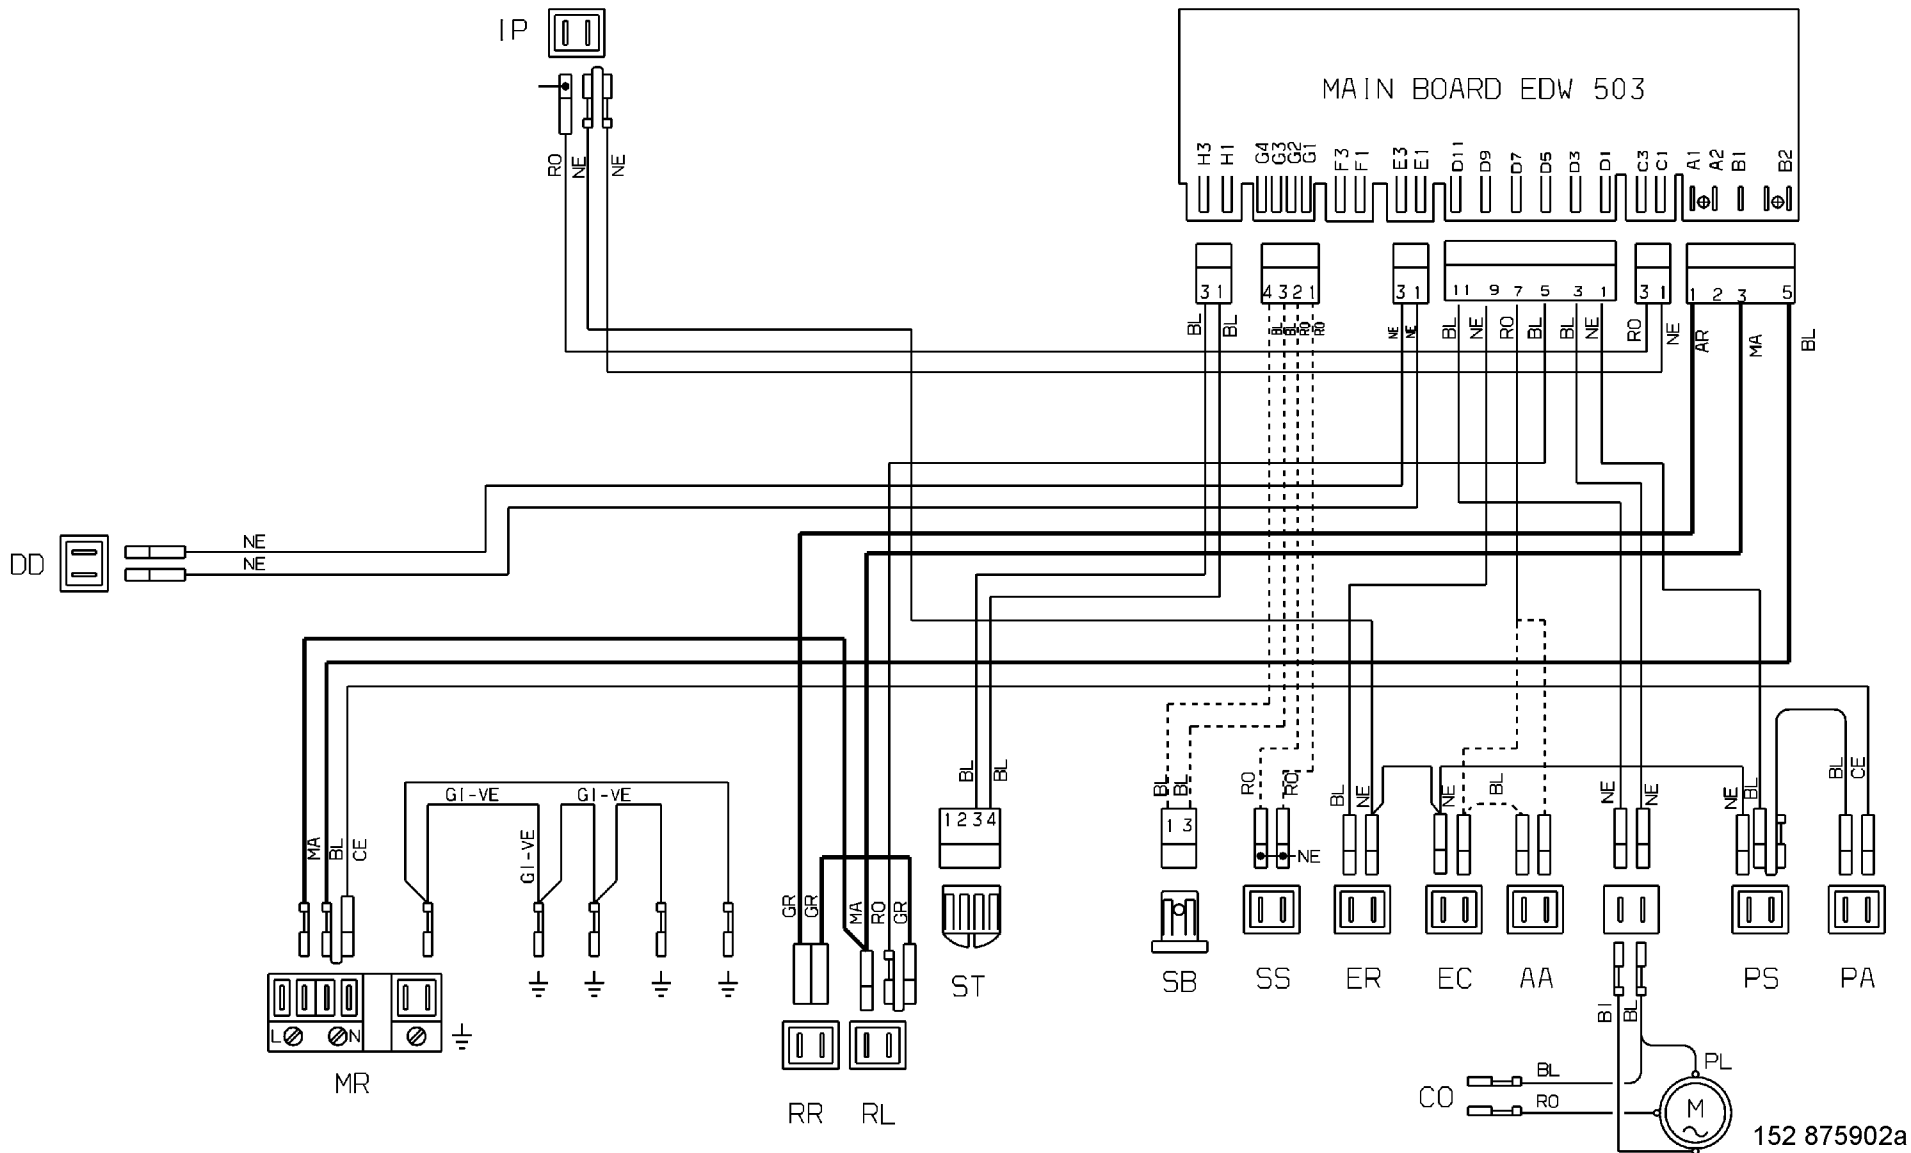 IP
MAIN BOARD EDW 503
H3 H1 G4 G3 G2 G1 F3 F1 E3 E1 D11 D9 D7 D5 D3 D1 C3 C1 A1 A2 B1 B2
RO NE NE
3 1 4 3 2 1 3 1 11 9 7 5 3 1 3 1 1 2 3 5
BL BL BL BL RO RO NE NE BL NE RO BL BL NE RO NE AR MA BL
DD
NE
NE
BL BL
BL BL RO RO BL NE NE BL NE NE NE BL BL CE
GI-VE GI-VE
GI-VE
MA BL CE
1 2 3 4
1 3
NE
GR GR MA RO GR
ST SB SS ER EC AA PS PA
BI BL
L N
MR
RR RL
CO
BL
RO
PL
M
152 875902a